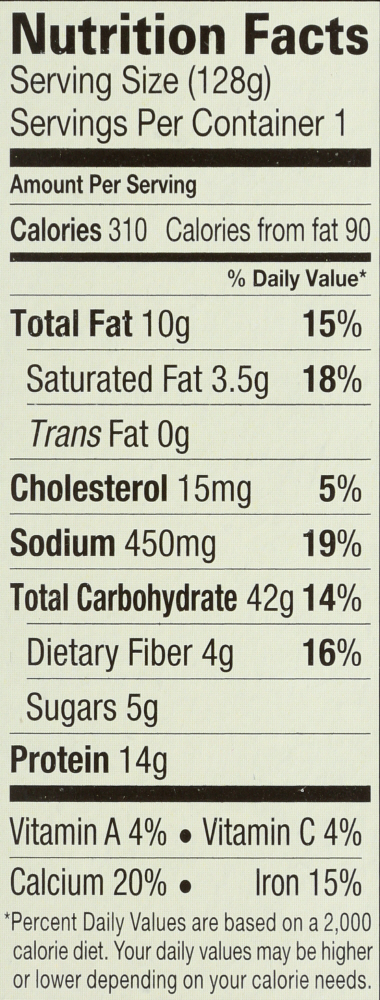 Nutrition Facts
Serving Size (128g)
Servings Per Container 1
Amount Per Serving
Calories 310 Calories from fat 90
% Daily Value*
Total Fat 10g 15%
Saturated Fat 3.5g 18%
Trans Fat 0g
Cholesterol 15mg 5%
Sodium 450mg 19%
Total Carbohydrate 42g 14%
Dietary Fiber 4g 16%
Sugars 5g
Protein 14g
Vitamin A 4% ● Vitamin C 4%
Calcium 20% ● Iron 15%
*Percent Daily Values are based on a 2,000
calorie diet. Your daily values may be higher
or lower depending on your calorie needs.